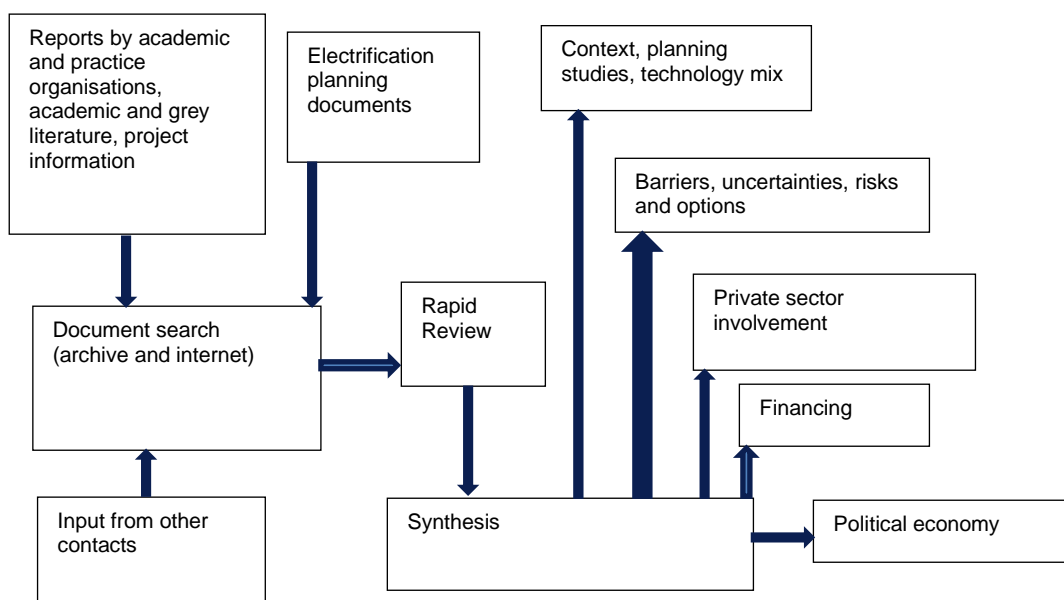 Reports by academic
and practice
organisations,
academic and grey
literature, project
information
Electrification
planning
documents
Context, planning
studies, technology mix
Barriers, uncertainties, risks
and options
Document search
(archive and internet)
Rapid
Review
Private sector
involvement
Financing
Input from other
contacts
Synthesis
Political economy